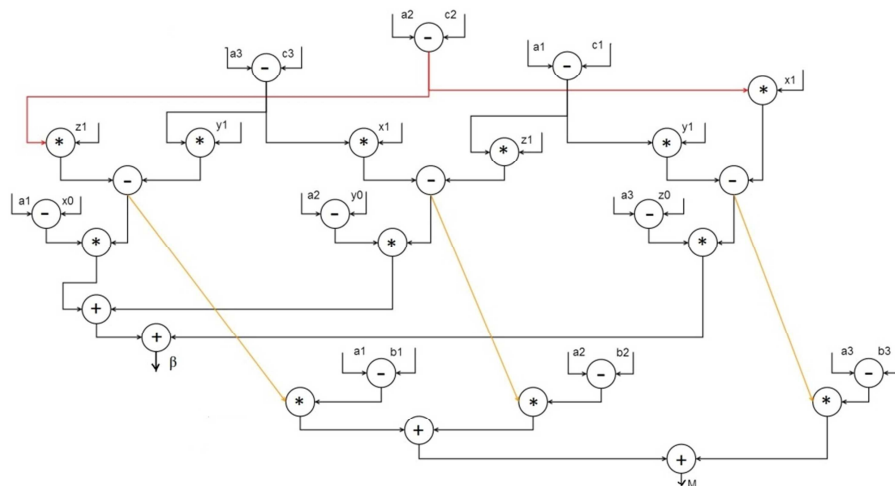 a2 c2
a3 c3
a1 c1
-
-
-
x1
*
z1
y1
x1
z1
y1
*
*
*
*
*
-
-
-
a1 x0
a2 y0
a3 z0
-
-
-
*
*
*
+
+
β
a1 b1
a2 b2
a3 b3
-
-
-
*
*
*
+
+
M